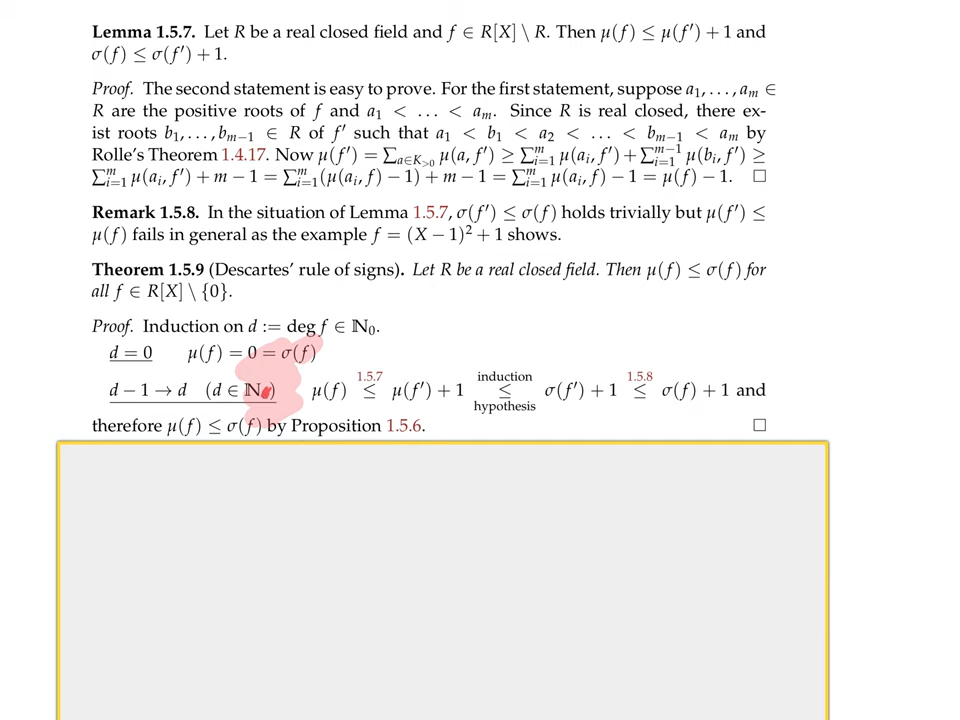 Lemma 1.5.7. Let R be a real closed field and f ∈ R[X] \ R. Then μ(f) ≤ μ(f′) + 1 and
σ(f) ≤ σ(f′) + 1.
Proof. The second statement is easy to prove. For the first statement, suppose a₁, . . . , aₘ ∈
R are the positive roots of f and a₁ < . . . < aₘ. Since R is real closed, there ex-
ist roots b₁, . . . , bₘ₋₁ ∈ R of f′ such that a₁ < b₁ < a₂ < . . . < bₘ₋₁ < aₘ by
Rolle's Theorem 1.4.17. Now μ(f′) = ∑_{a∈K_{>0}} μ(a, f′) ≥ ∑_{i=1}^{m} μ(aᵢ, f′) + ∑_{i=1}^{m−1} μ(bᵢ, f′) ≥
∑_{i=1}^{m} μ(aᵢ, f′) + m − 1 = ∑_{i=1}^{m} (μ(aᵢ, f) − 1) + m − 1 = ∑_{i=1}^{m} μ(aᵢ, f) − 1 = μ(f) − 1. □
Remark 1.5.8. In the situation of Lemma 1.5.7, σ(f′) ≤ σ(f) holds trivially but μ(f′) ≤
μ(f) fails in general as the example f = (X − 1)² + 1 shows.
Theorem 1.5.9 (Descartes' rule of signs). Let R be a real closed field. Then μ(f) ≤ σ(f) for
all f ∈ R[X] \ {0}.
Proof. Induction on d := deg f ∈ ℕ₀.
d = 0 μ(f) = 0 = σ(f)
d − 1 → d (d ∈ ℕ ) μ(f) ≤^{1.5.7} μ(f′) + 1 ≤^{induction}_{hypothesis} σ(f′) + 1 ≤^{1.5.8} σ(f) + 1 and
therefore μ(f) ≤ σ(f) by Proposition 1.5.6. □